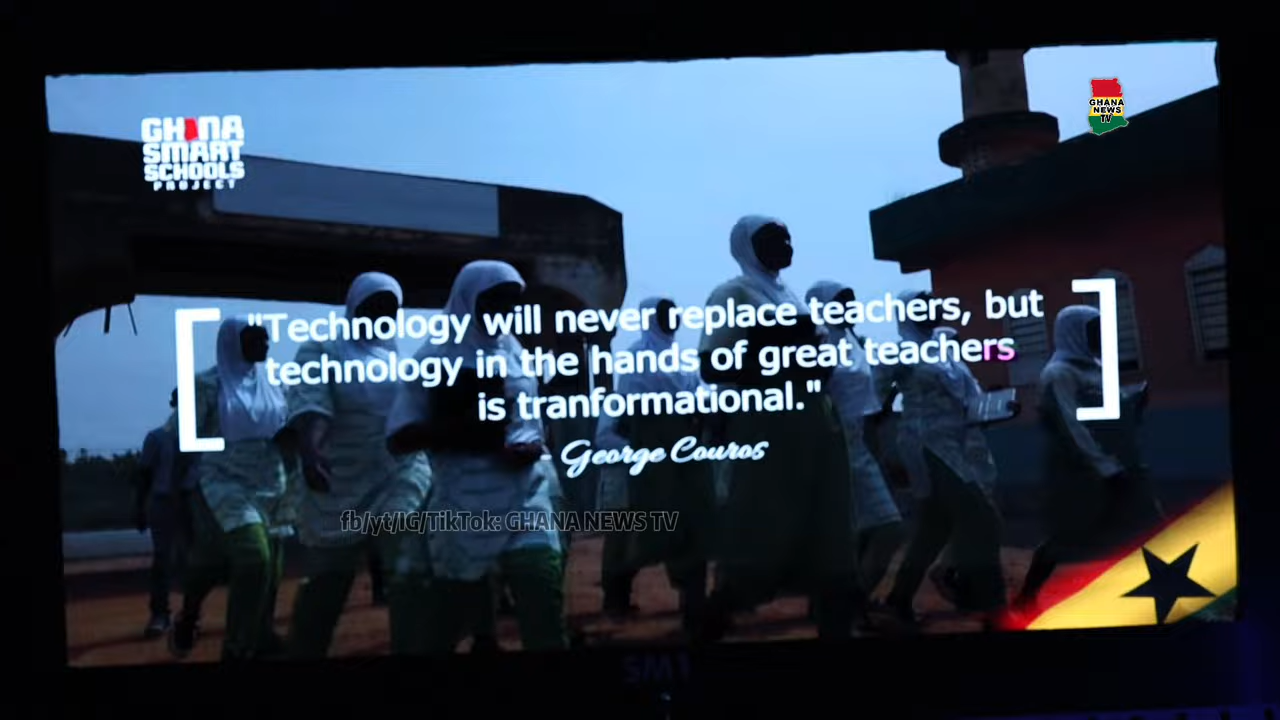 GHANA
SMART
SCHOOLS
PROJECT
GHANA
NEWS
TV
"Technology will never replace teachers, but
technology in the hands of great teachers
is tranformational."
- George Couros
fb/yt/IG/TikTok: GHANA NEWS TV
SM1